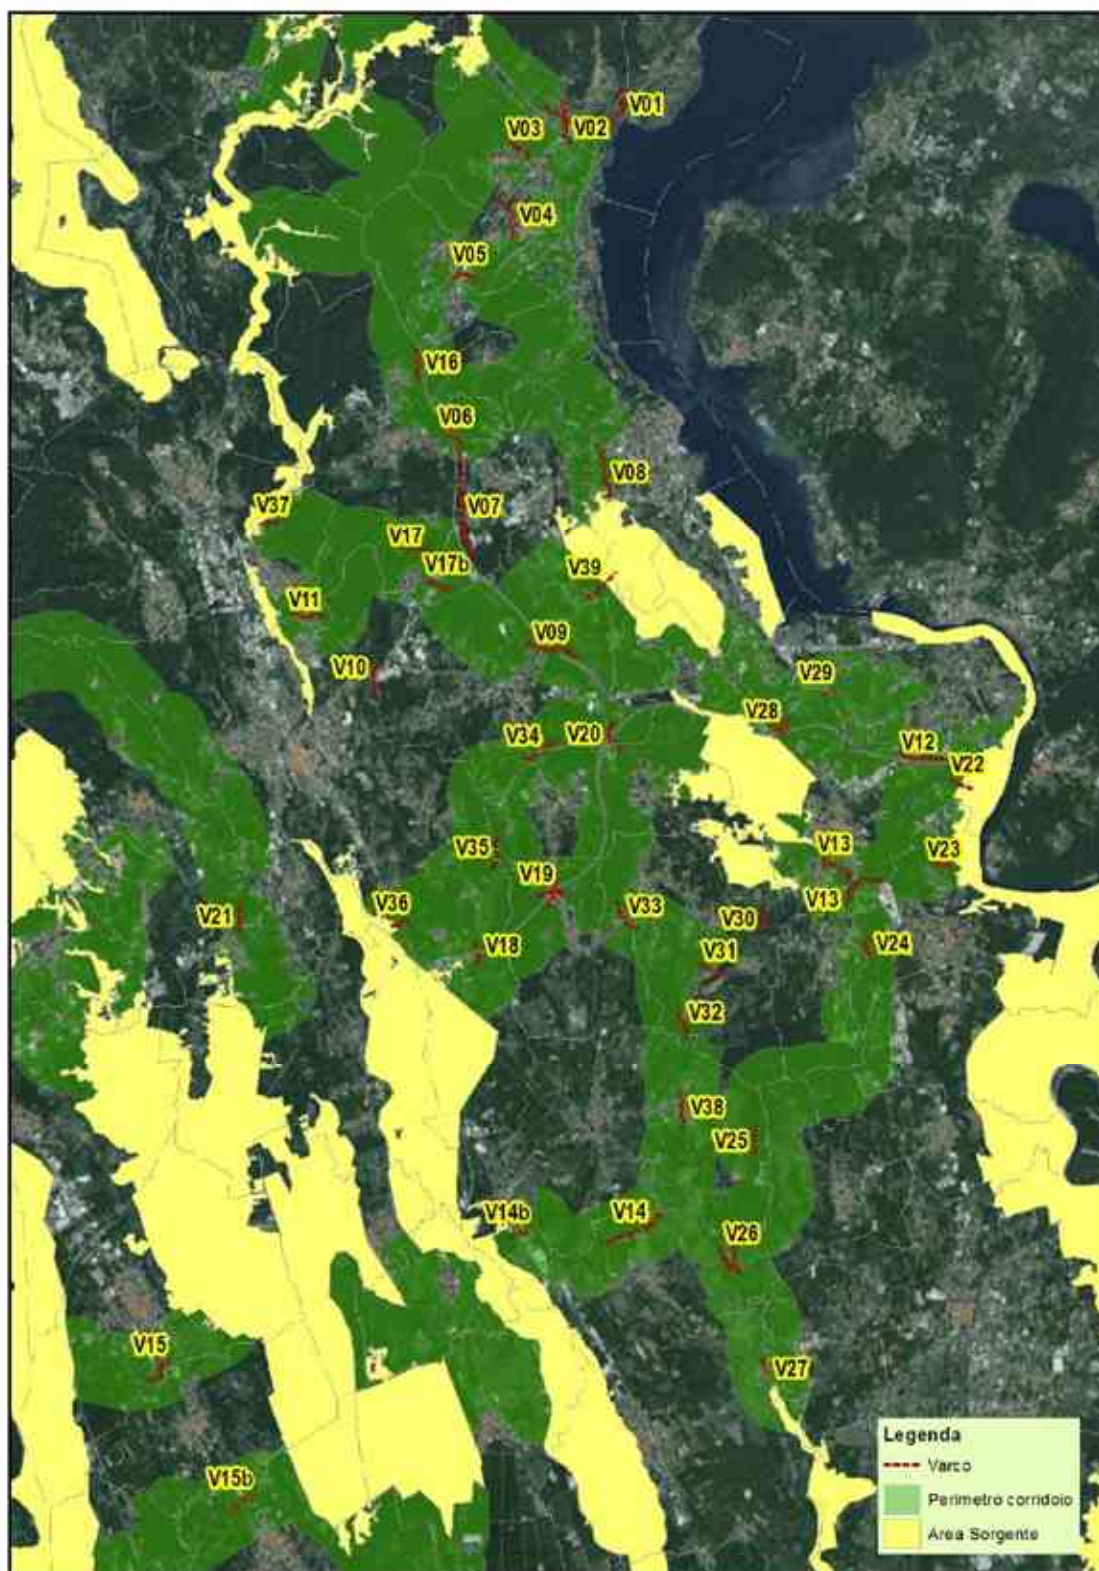 V01
V02
V03
V04
V05
V16
V06
V08
V07
V37
V17
V17b
V39
V11
V09
V10
V29
V28
V20
V34
V12
V22
V35
V13
V23
V19
V13
V36
V33
V30
V21
V18
V31
V24
V32
V38
V25
V14b
V14
V26
V15
V27
V15b
Legenda
Varco
Perimetro corridoio
Area Sorgente